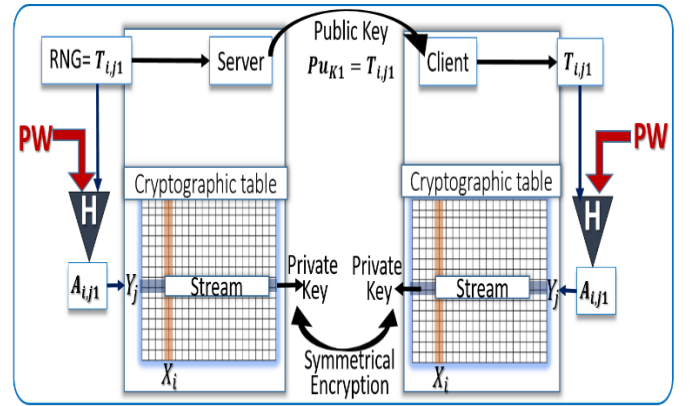 Public Key
RNG= T_{i,j1}
Server
Pu_{K1} = T_{i,j1}
Client
T_{i,j1}
PW
PW
H
H
Cryptographic table
Cryptographic table
A_{i,j1}
Y_j
Stream
Private
Key
Private
Key
Stream
Y_j
A_{i,j1}
X_i
Symmetrical
Encryption
X_i